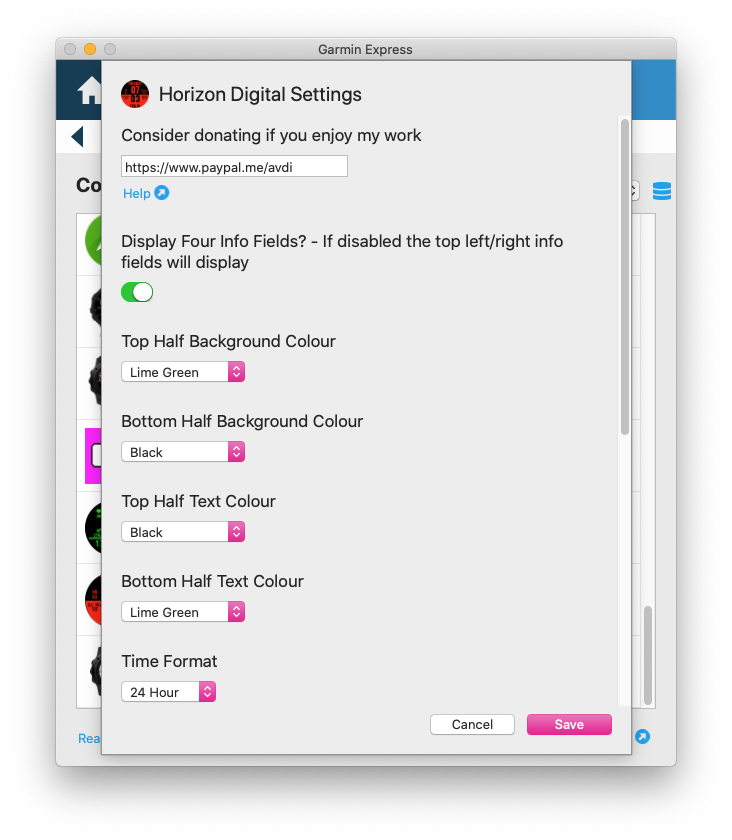 Garmin Express
Horizon Digital Settings
Consider donating if you enjoy my work
https://www.paypal.me/avdi
Help
Display Four Info Fields? - If disabled the top left/right info
fields will display
Top Half Background Colour
Lime Green
Bottom Half Background Colour
Black
Top Half Text Colour
Black
Bottom Half Text Colour
Lime Green
Time Format
24 Hour
Cancel
Save
Co
Rea